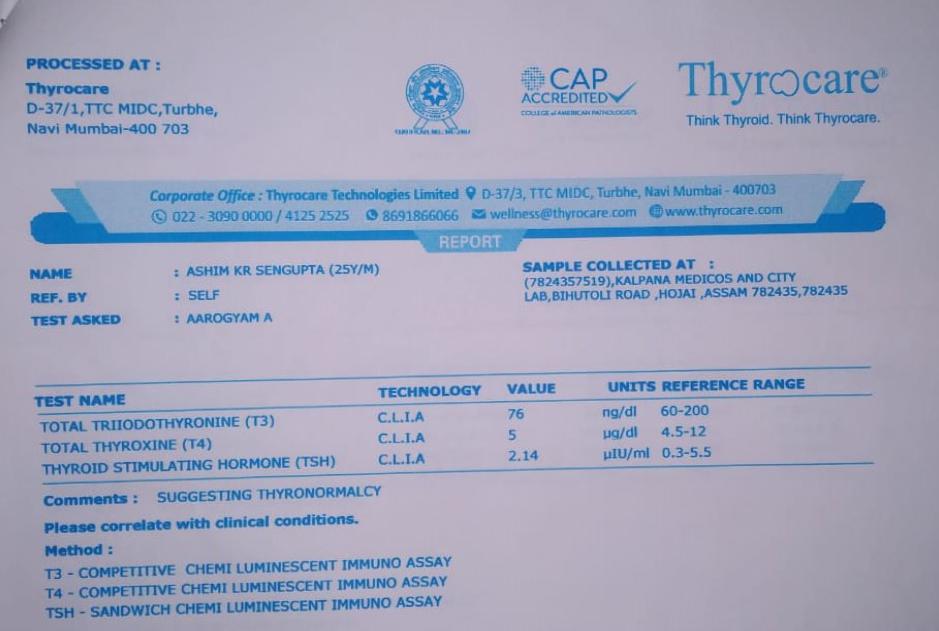 PROCESSED AT :
Thyrocare
D-37/1,TTC MIDC,Turbhe,
Navi Mumbai-400 703
CAP
ACCREDITED
COLLEGE of AMERICAN PATHOLOGISTS
Thyrocare®
Think Thyroid. Think Thyrocare.
Corporate Office : Thyrocare Technologies Limited D-37/3, TTC MIDC, Turbhe, Navi Mumbai - 400703
022 - 3090 0000 / 4125 2525 8691866066 wellness@thyrocare.com www.thyrocare.com
REPORT
NAME : ASHIM KR SENGUPTA (25Y/M)
REF. BY : SELF
TEST ASKED : AAROGYAM A
SAMPLE COLLECTED AT :
(7824357519),KALPANA MEDICOS AND CITY
LAB,BIHUTOLI ROAD ,HOJAI ,ASSAM 782435,782435
TEST NAME TECHNOLOGY VALUE UNITS REFERENCE RANGE
TOTAL TRIIODOTHYRONINE (T3) C.L.I.A 76 ng/dl 60-200
TOTAL THYROXINE (T4) C.L.I.A 5 µg/dl 4.5-12
THYROID STIMULATING HORMONE (TSH) C.L.I.A 2.14 µIU/ml 0.3-5.5
Comments : SUGGESTING THYRONORMALCY
Please correlate with clinical conditions.
Method :
T3 - COMPETITIVE CHEMI LUMINESCENT IMMUNO ASSAY
T4 - COMPETITIVE CHEMI LUMINESCENT IMMUNO ASSAY
TSH - SANDWICH CHEMI LUMINESCENT IMMUNO ASSAY